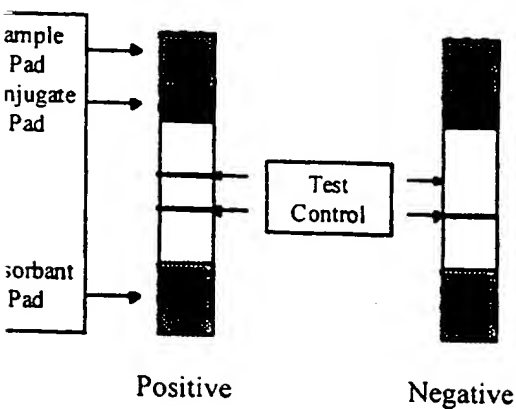 ample
Pad
njugate
Pad
sorbant
Pad
Test
Control
Positive
Negative